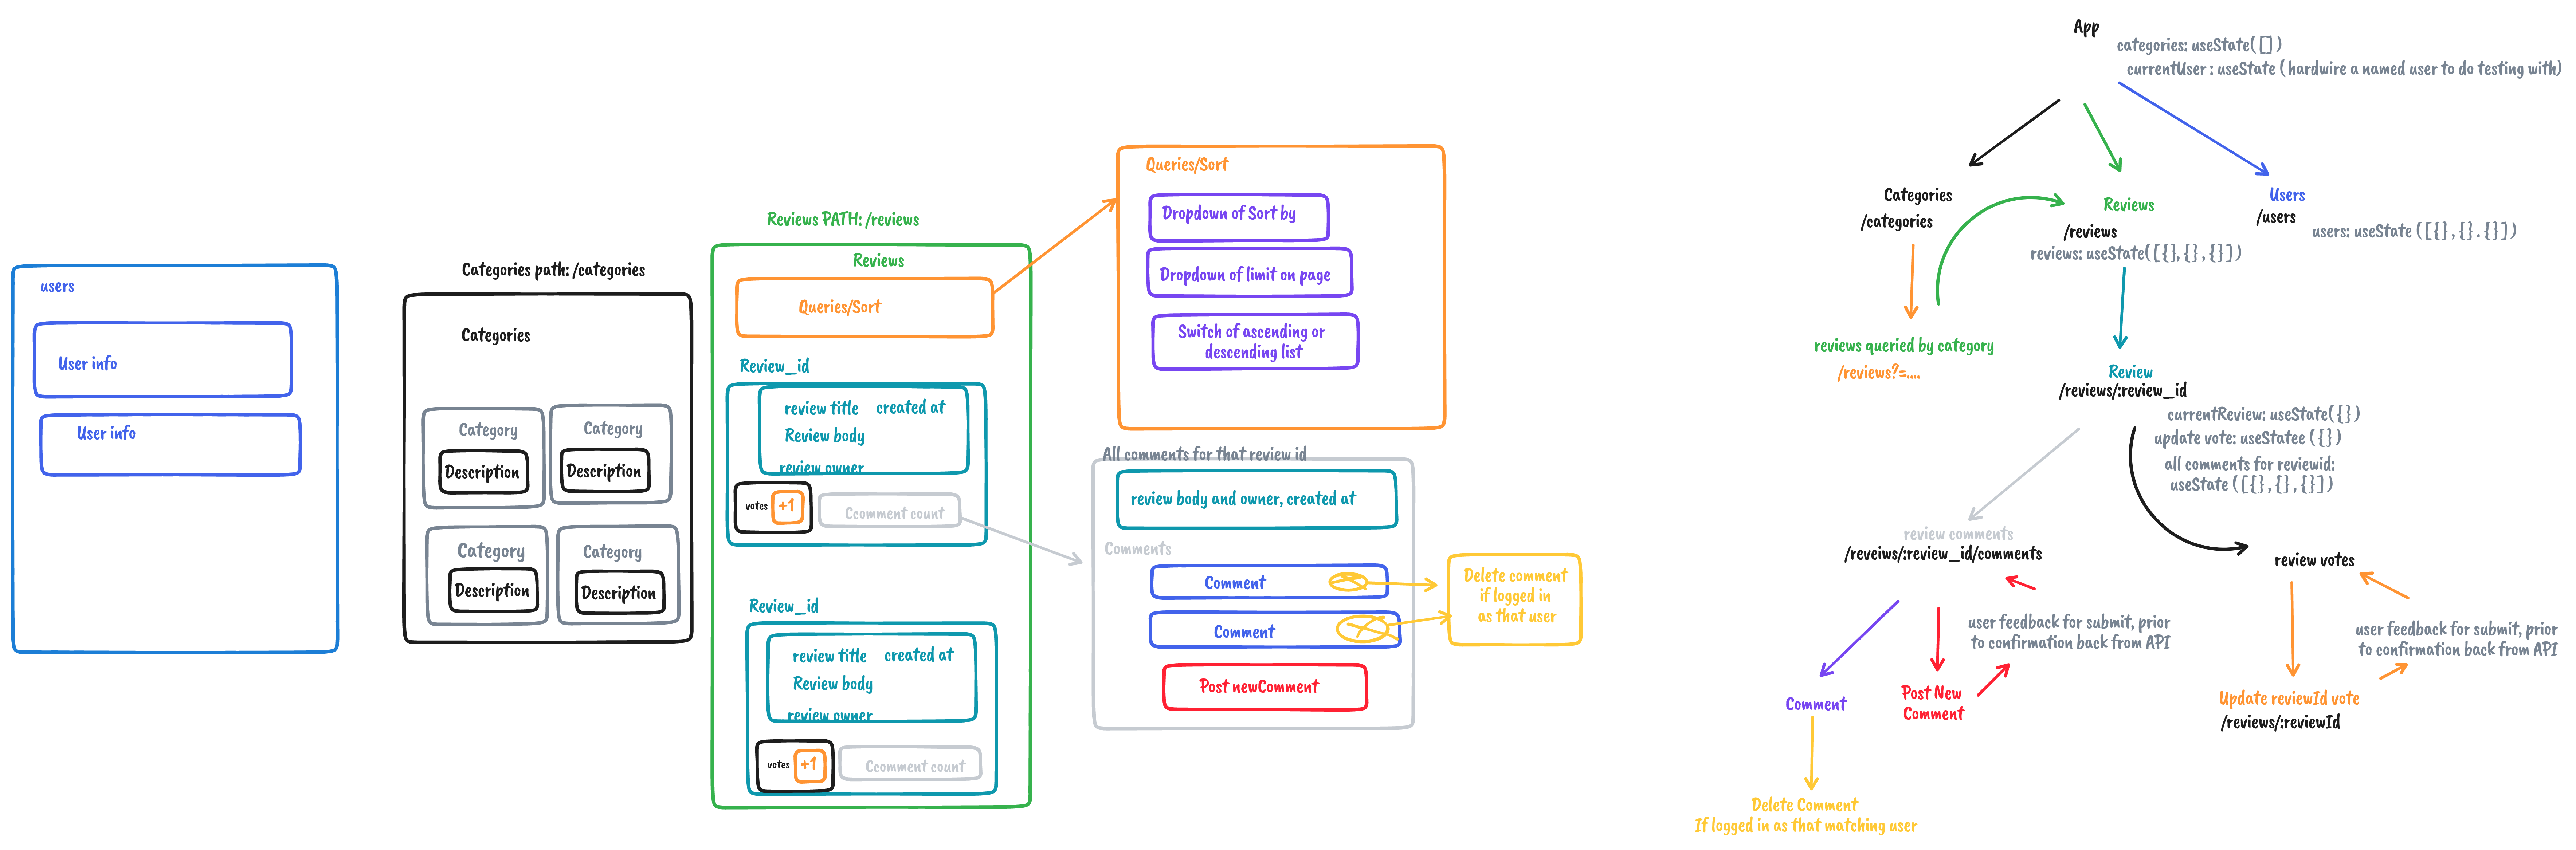 users
User info
User info
Categories path: /categories
Categories
Category
Description
Category
Description
Category
Description
Category
Description
Reviews PATH: /reviews
Reviews
Queries/Sort
Review_id
review title created at
Review body
review owner
votes +1
Ccomment count
Review_id
review title created at
Review body
review owner
votes +1
Ccomment count
Queries/Sort
Dropdown of Sort by
Dropdown of limit on page
Switch of ascending or
descending list
All comments for that review id
review body and owner, created at
Comments
Comment
Comment
Post newComment
Delete comment
if logged in
as that user
App
categories: useState([])
currentUser : useState (hardwire a named user to do testing with)
Categories
/categories
Reviews
/reviews
reviews: useState([{},{},{}])
Users
/users
users: useState ([{},{}.{}])
reviews queried by category
/reviews?=....
Review
/reviews/:review_id
currentReview: useState({})
update vote: useStatee ({})
all comments for reviewid:
useState ([{},{},{}])
review comments
/reveiws/:review_id/comments
review votes
user feedback for submit, prior
to confirmation back from API
user feedback for submit, prior
to confirmation back from API
Comment
Post New
Comment
Update reviewId vote
/reviews/:reviewId
Delete Comment
If logged in as that matching user